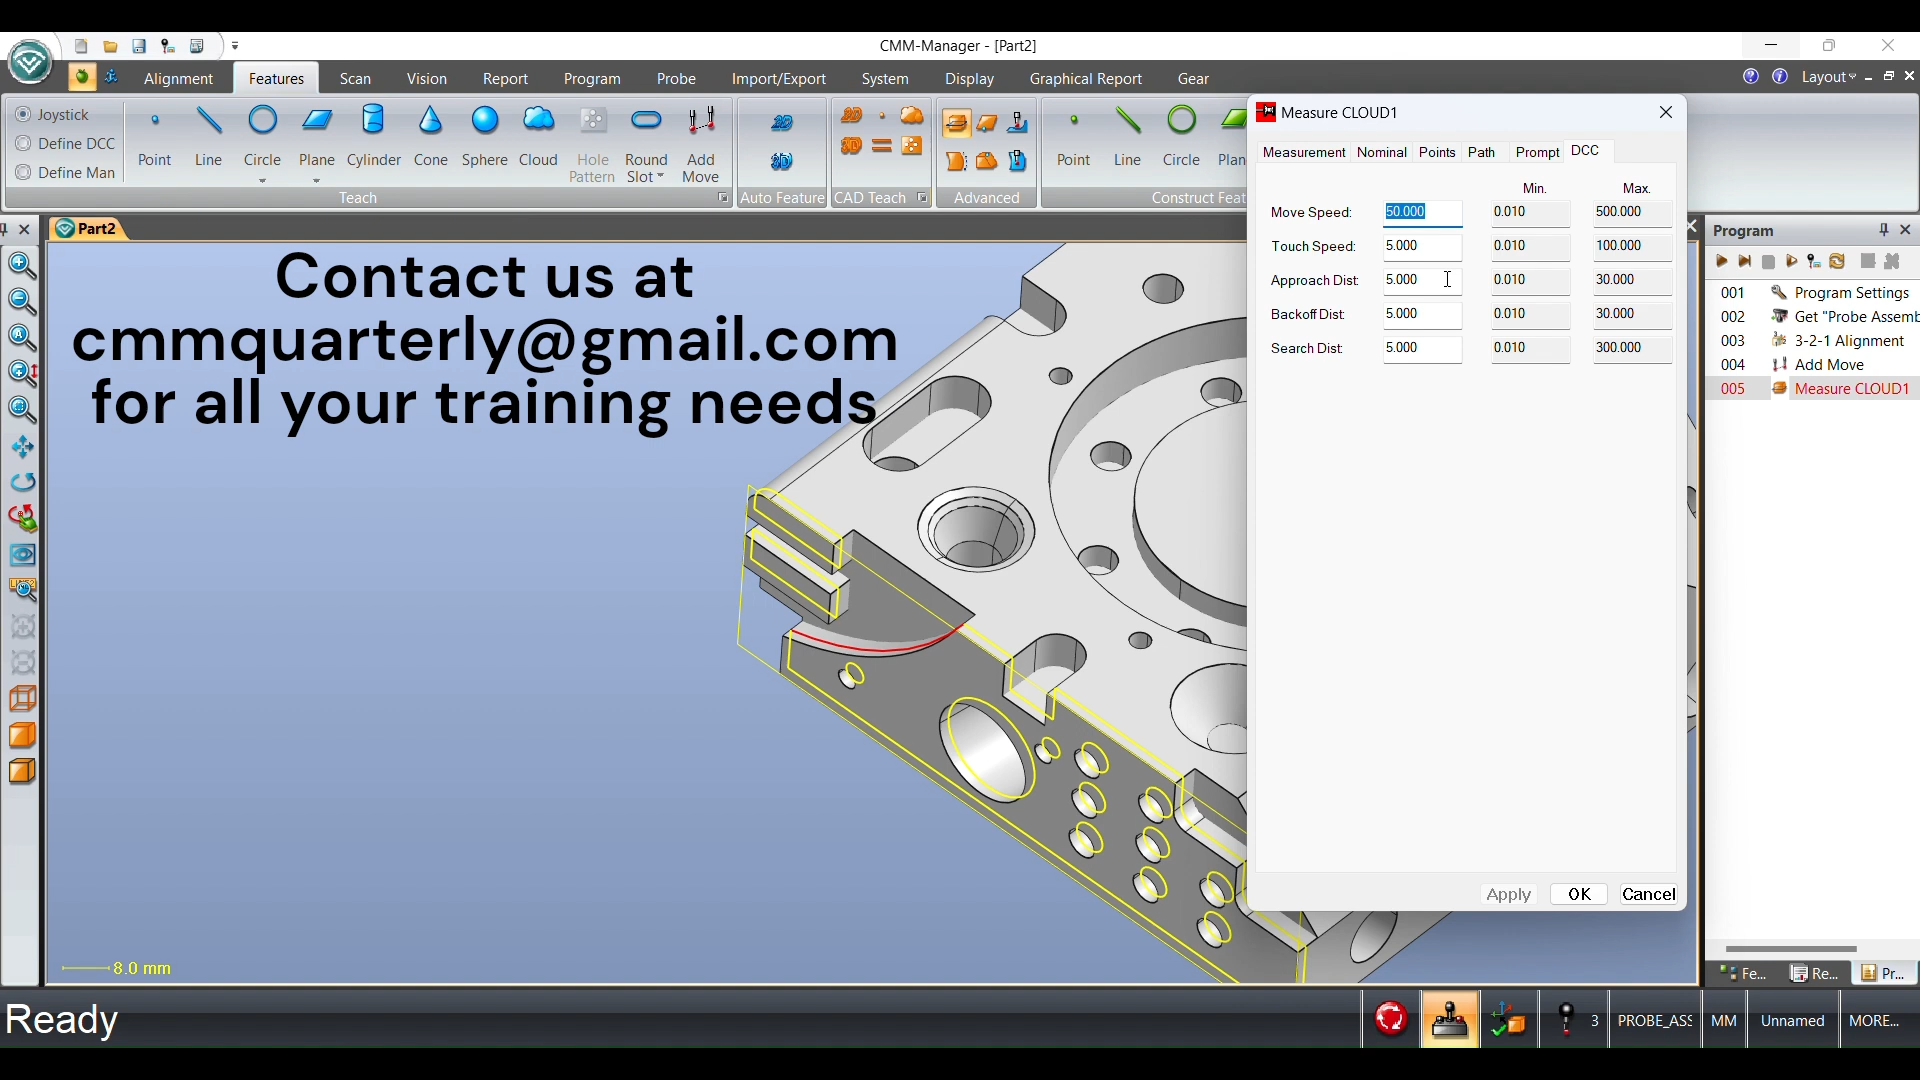 CMM-Manager - [Part2]
Alignment Features Scan Vision Report Program Probe Import/Export System Display Graphical Report Gear Layout
Joystick
Define DCC
Define Man
Point Line Circle Plane Cylinder Cone Sphere Cloud Hole Pattern Round Slot Add Move
Teach
2D
3D
Auto Feature
CAD Teach
Advanced
Point Line Circle Plan
Construct Feat
Measure CLOUD1
Measurement Nominal Points Path Prompt DCC
Min. Max.
Move Speed: 50.000 0.010 500.000
Touch Speed: 5.000 0.010 100.000
Approach Dist: 5.000 0.010 30.000
Backoff Dist: 5.000 0.010 30.000
Search Dist: 5.000 0.010 300.000
Apply OK Cancel
Part2
Contact us at
cmmquarterly@gmail.com
for all your training needs
8.0 mm
Program
001 Program Settings
002 Get "Probe Assemb
003 3-2-1 Alignment
004 Add Move
005 Measure CLOUD1
Fe... Re... Pr...
Ready
3 PROBE_ASS MM Unnamed MORE...